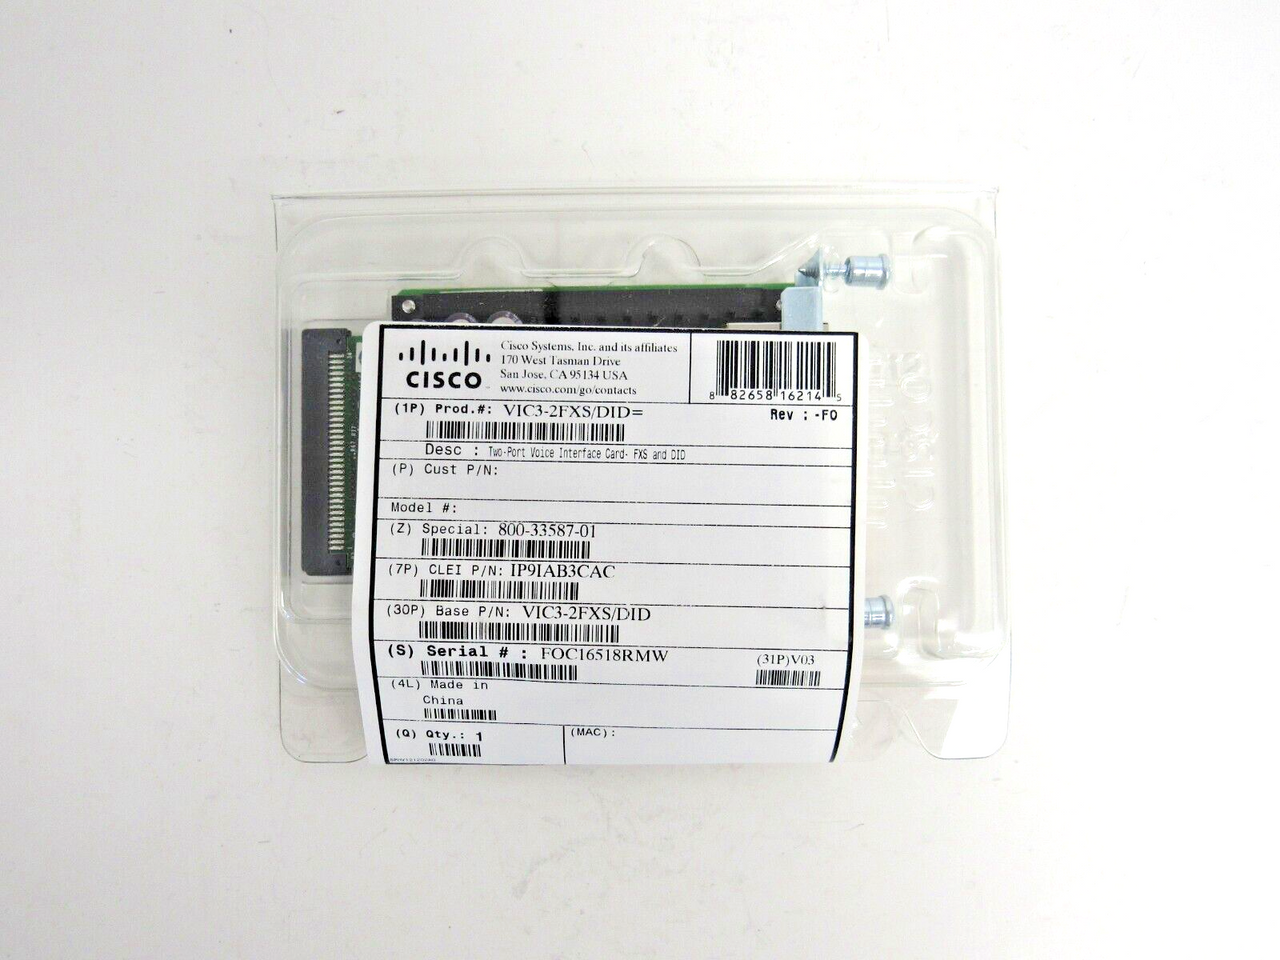 CISCO
Cisco Systems, Inc. and its affiliates
170 West Tasman Drive
San Jose, CA 95134 USA
www.cisco.com/go/contacts
8 82658 16214 5
(1P) Prod.#: VIC3-2FXS/DID=
Rev : -F0
Desc : Two-Port Voice Interface Card- FXS and DID
(P) Cust P/N:
Model #:
(Z) Special: 800-33587-01
(7P) CLEI P/N: IP9IAB3CAC
(30P) Base P/N: VIC3-2FXS/DID
(S) Serial # : FOC16518RMW
(31P)V03
(4L) Made in
China
(Q) Qty.: 1
(MAC):